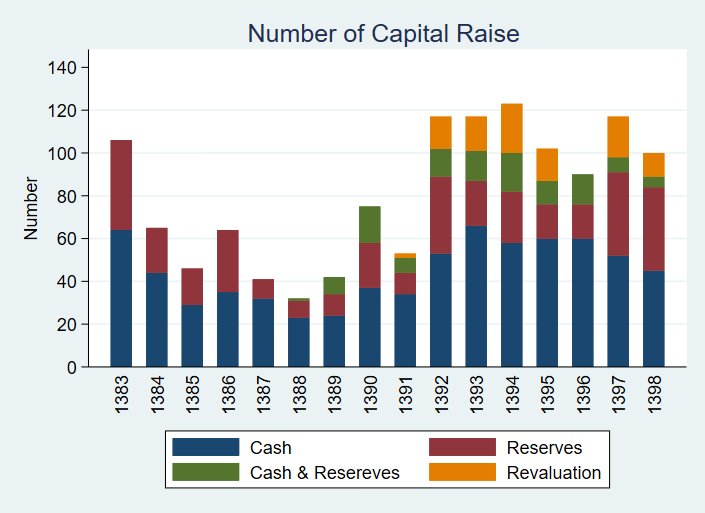 Number of Capital Raise
140
120
100
80
60
40
20
0
Number
1383 1384 1385 1386 1387 1388 1389 1390 1391 1392 1393 1394 1395 1396 1397 1398
Cash Reserves
Cash & Resereves Revaluation